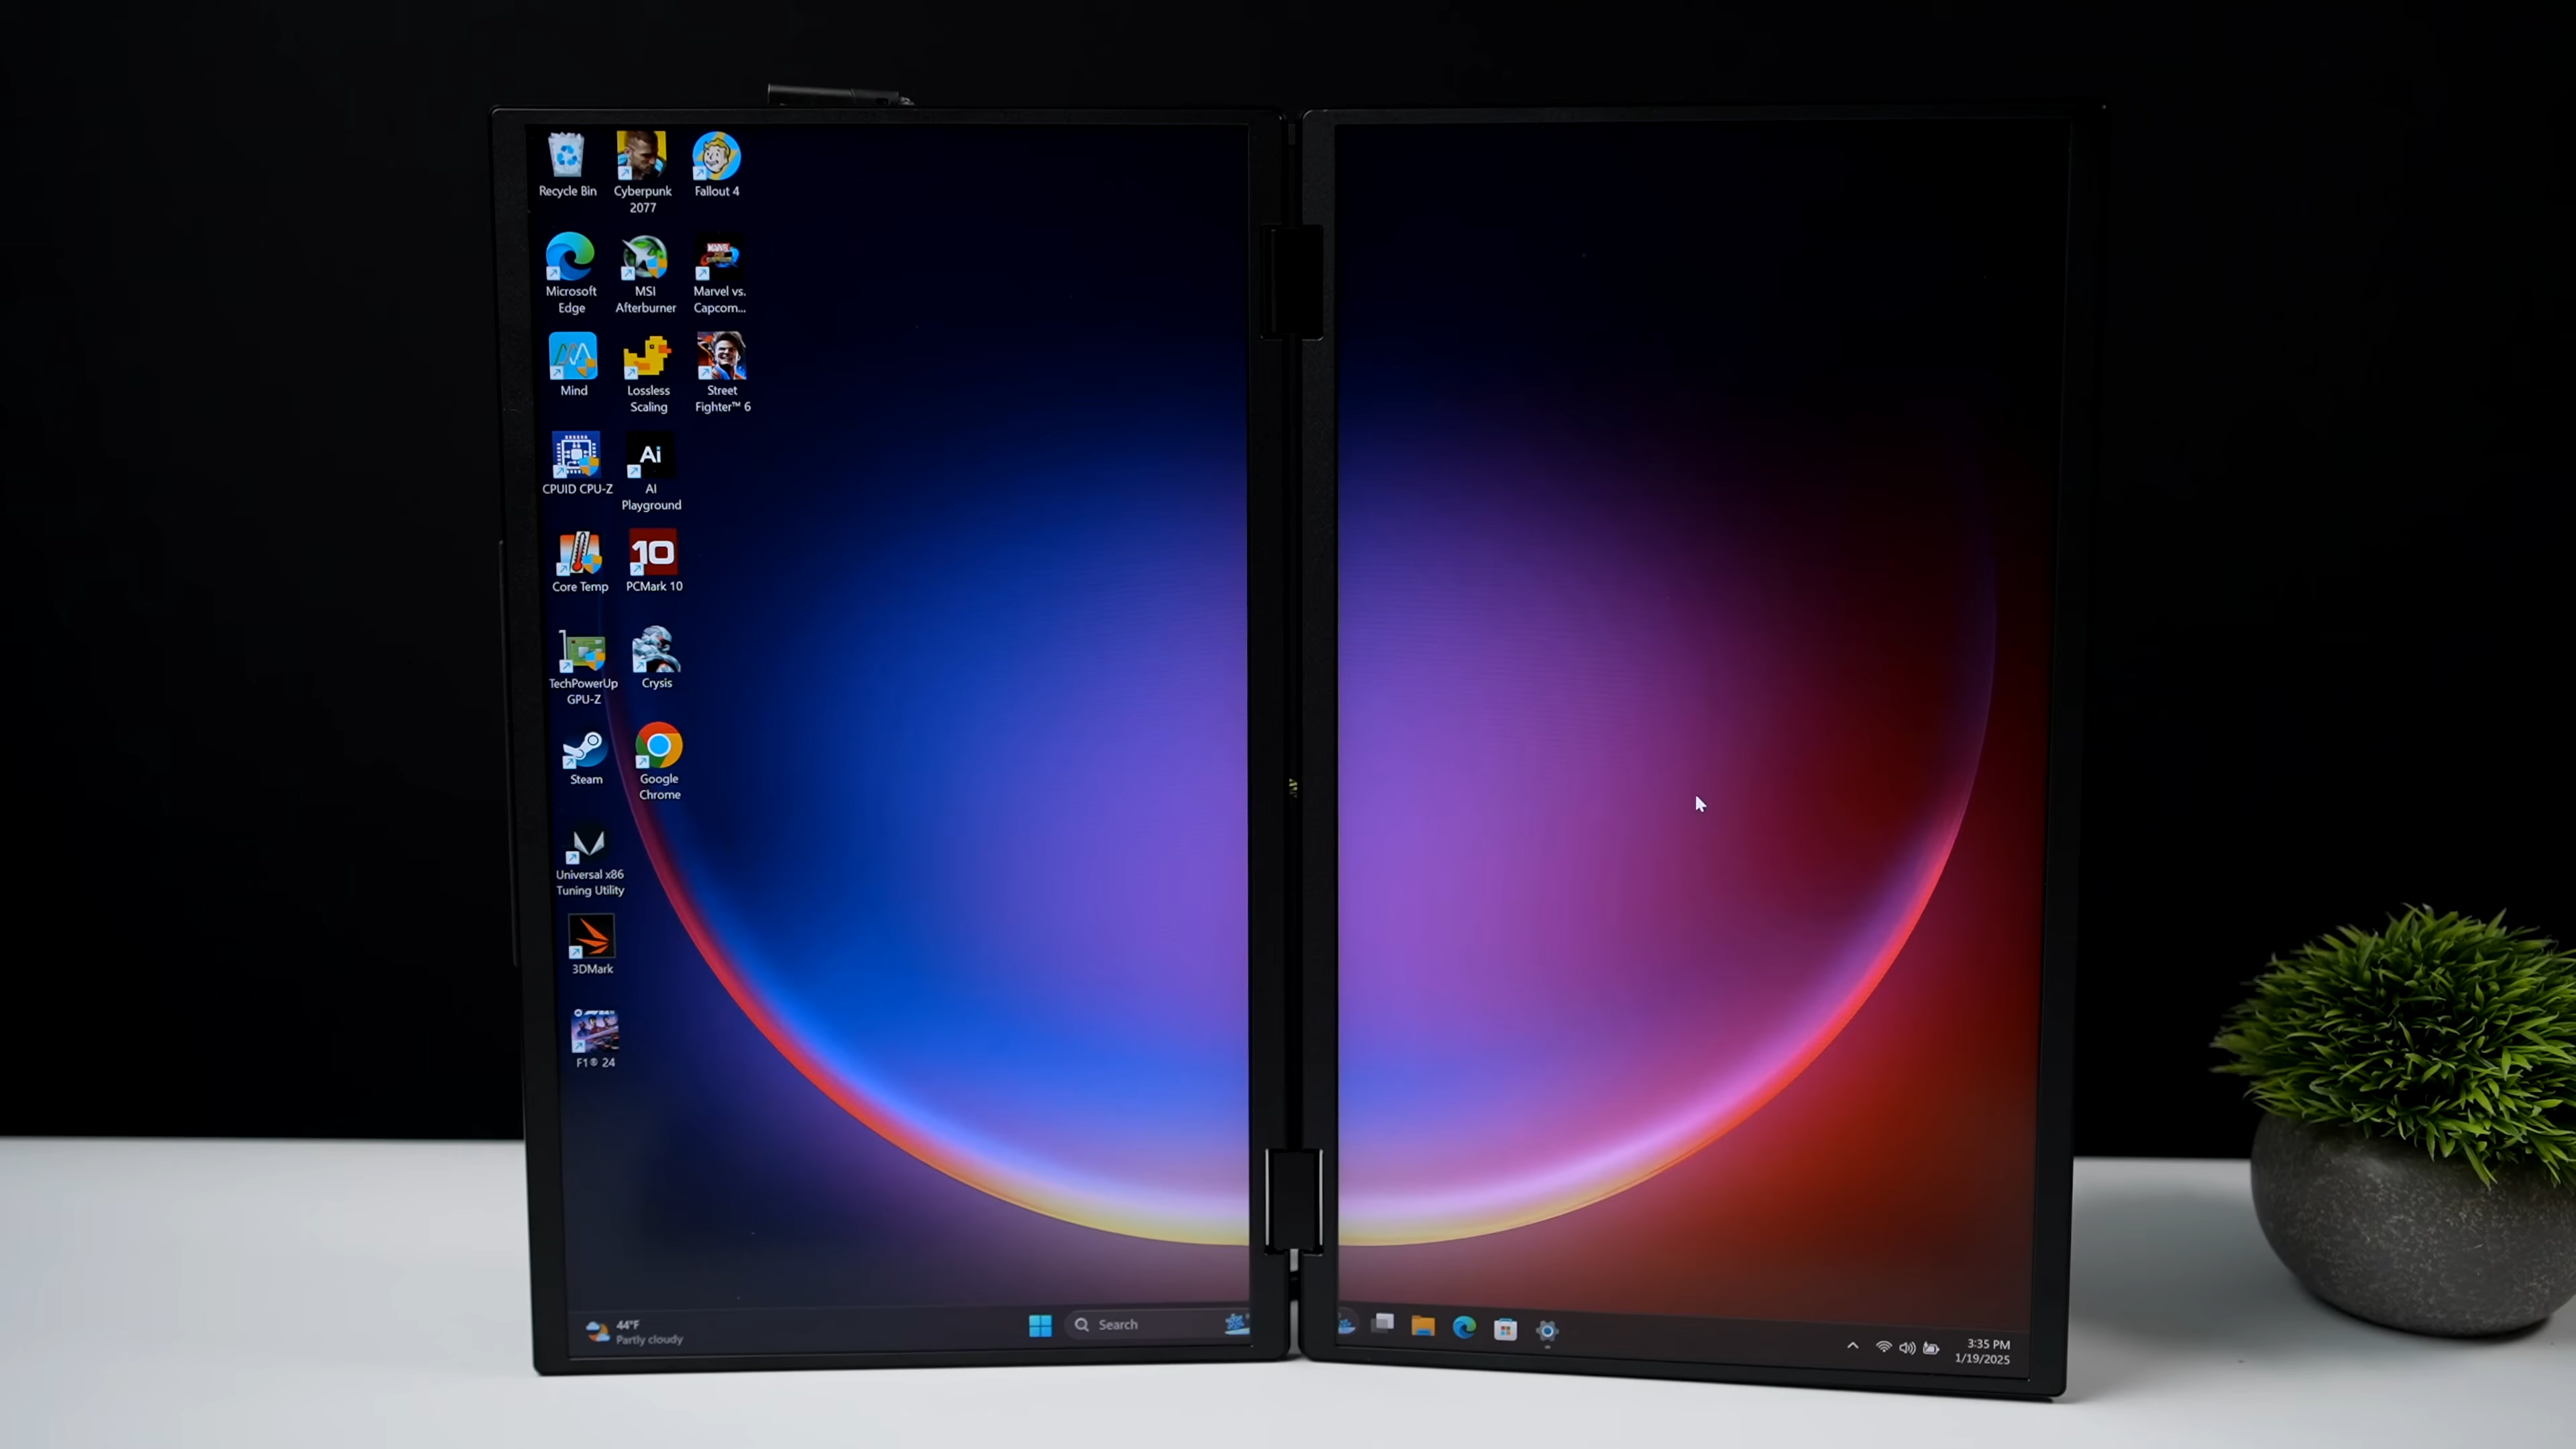 Recycle Bin
Cyberpunk
2077
Fallout 4
Microsoft
Edge
MSI
Afterburner
MARVEL
Marvel vs.
Capcom...
Mind
Lossless
Scaling
Street
Fighter™ 6
CPUID CPU-Z
Ai
AI
Playground
Core Temp
10
PCMark 10
TechPowerUp
GPU-Z
Crysis
Steam
Google
Chrome
Universal x86
Tuning Utility
3DMark
F1® 24
44°F
Partly cloudy
Search
3:35 PM
1/19/2025